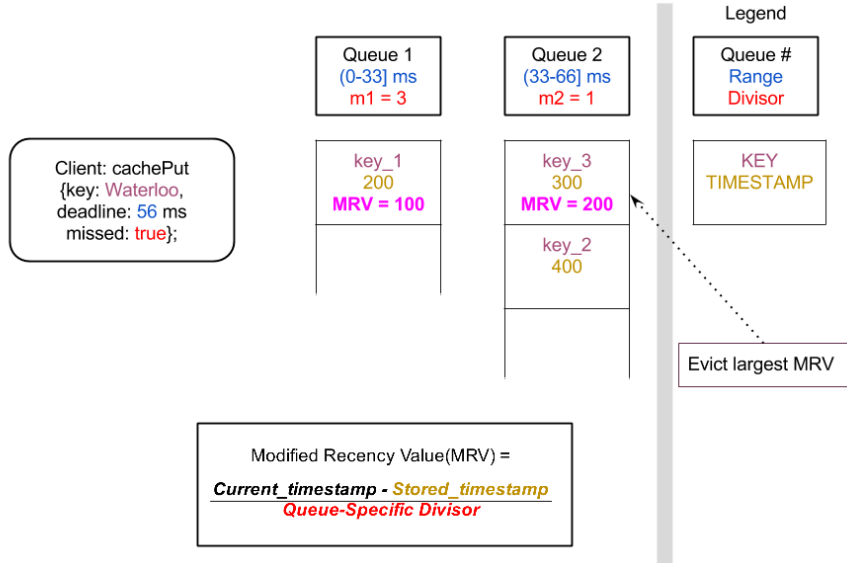 Legend
Queue 1
(0-33] ms
m1 = 3
Queue 2
(33-66] ms
m2 = 1
Queue #
Range
Divisor
Client: cachePut
{key: Waterloo,
deadline: 56 ms
missed: true};
key_1
200
MRV = 100
key_3
300
MRV = 200
key_2
400
KEY
TIMESTAMP
Evict largest MRV
Modified Recency Value(MRV) =
Current_timestamp - Stored_timestamp
Queue-Specific Divisor